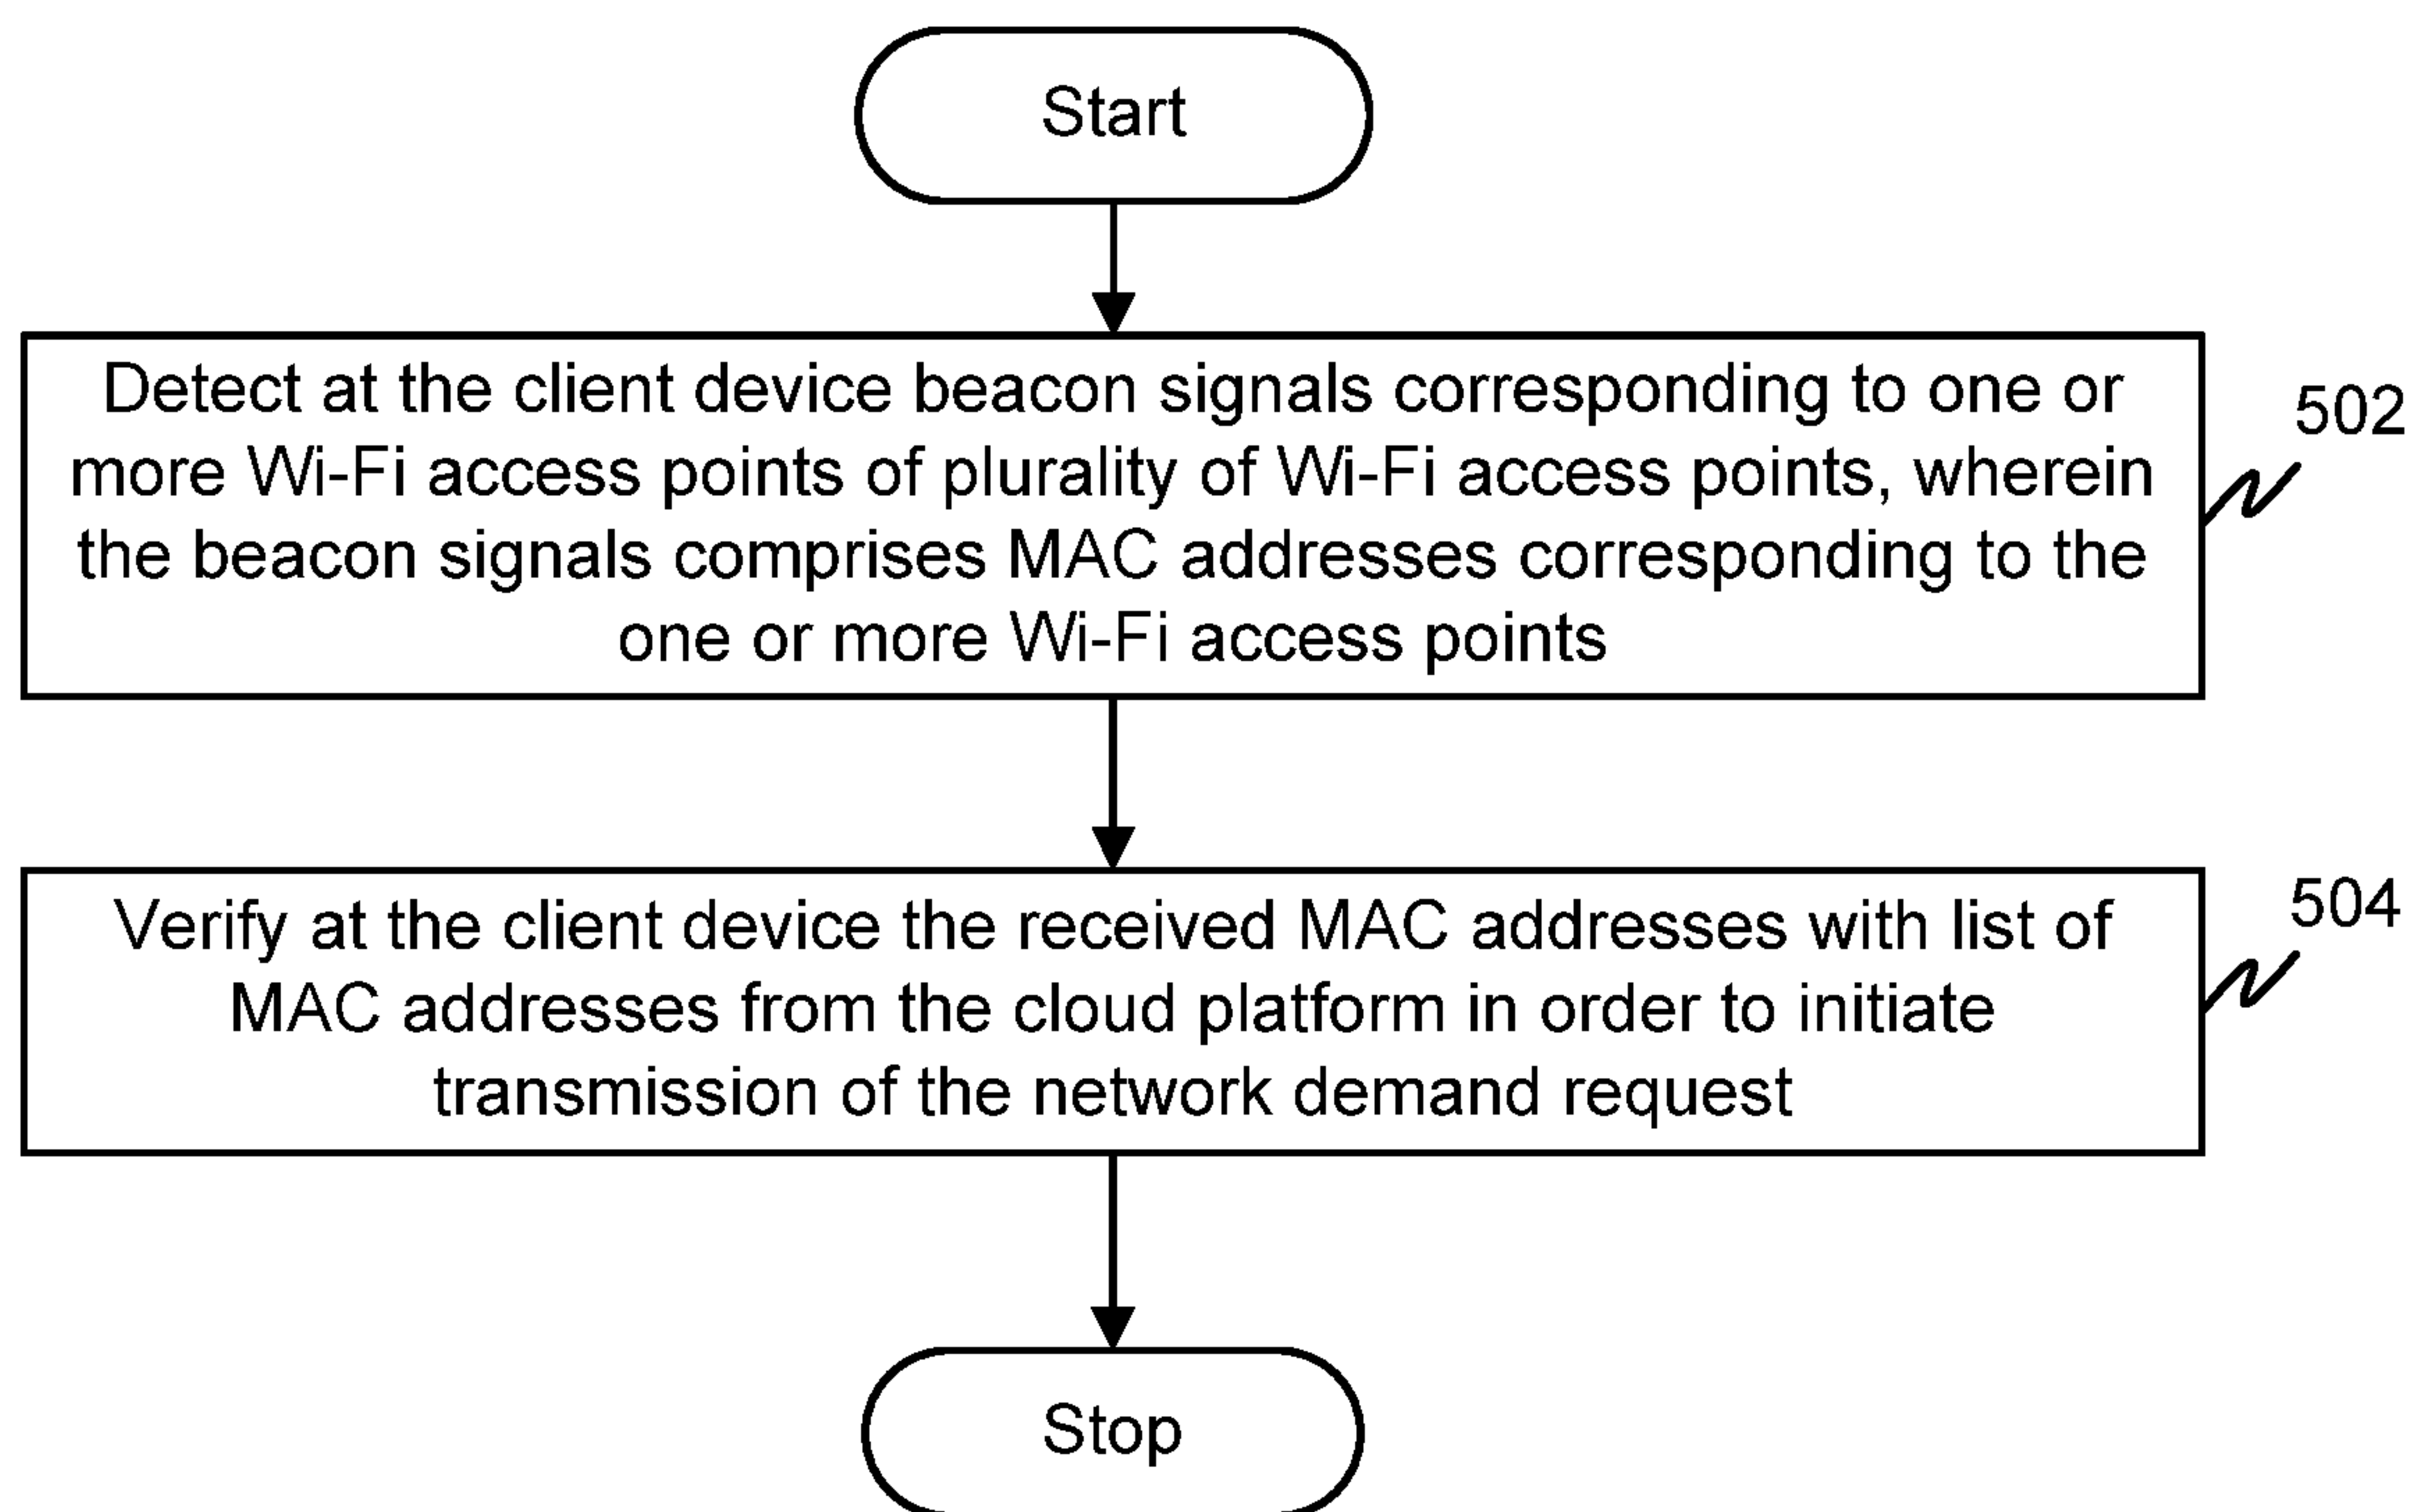 Start
Detect at the client device beacon signals corresponding to one or
more Wi-Fi access points of plurality of Wi-Fi access points, wherein
the beacon signals comprises MAC addresses corresponding to the
one or more Wi-Fi access points
502
Verify at the client device the received MAC addresses with list of
MAC addresses from the cloud platform in order to initiate
transmission of the network demand request
504
Stop